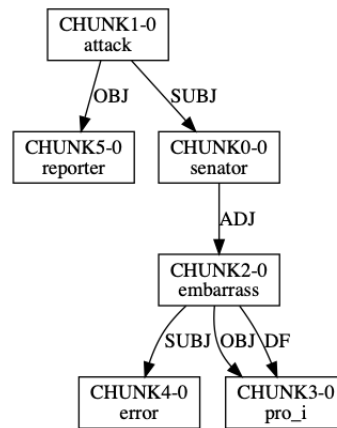 CHUNK1-0
attack
OBJ
SUBJ
CHUNK5-0
reporter
CHUNK0-0
senator
ADJ
CHUNK2-0
embarrass
SUBJ
OBJ
DF
CHUNK4-0
error
CHUNK3-0
pro_i